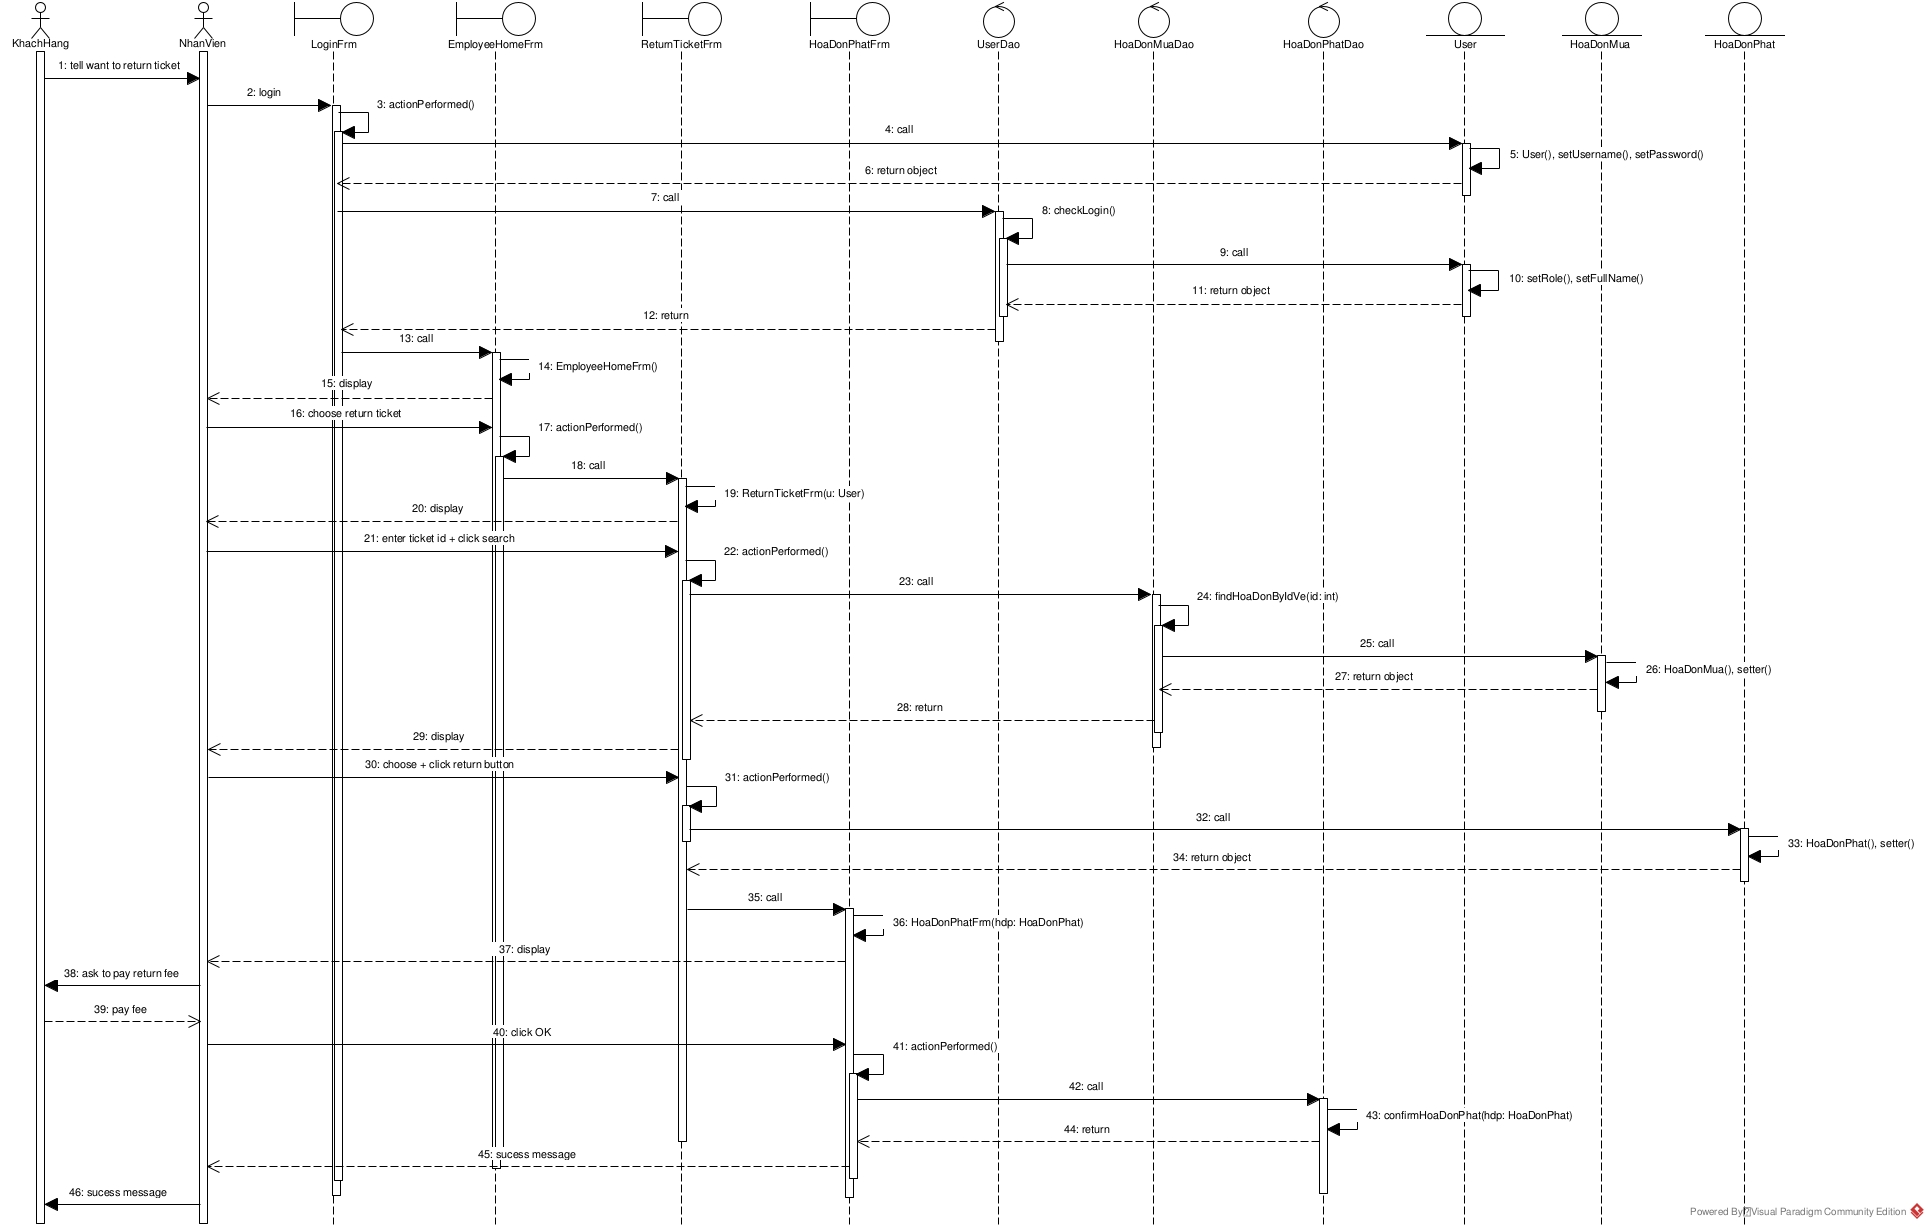 KhachHang
NhanVien
LoginFrm
EmployeeHomeFrm
ReturnTicketFrm
HoaDonPhatFrm
UserDao
HoaDonMuaDao
HoaDonPhatDao
User
HoaDonMua
HoaDonPhat
1: tell want to return ticket
2: login
3: actionPerformed()
4: call
5: User(), setUsername(), setPassword()
6: return object
7: call
8: checkLogin()
9: call
10: setRole(), setFullName()
11: return object
12: return
13: call
14: EmployeeHomeFrm()
15: display
16: choose return ticket
17: actionPerformed()
18: call
19: ReturnTicketFrm(u: User)
20: display
21: enter ticket id + click search
22: actionPerformed()
23: call
24: findHoaDonByIdVe(id: int)
25: call
26: HoaDonMua(), setter()
27: return object
28: return
29: display
30: choose + click return button
31: actionPerformed()
32: call
33: HoaDonPhat(), setter()
34: return object
35: call
36: HoaDonPhatFrm(hdp: HoaDonPhat)
37: display
38: ask to pay return fee
39: pay fee
40: click OK
41: actionPerformed()
42: call
43: confirmHoaDonPhat(hdp: HoaDonPhat)
44: return
45: sucess message
46: sucess message
Powered By Visual Paradigm Community Edition